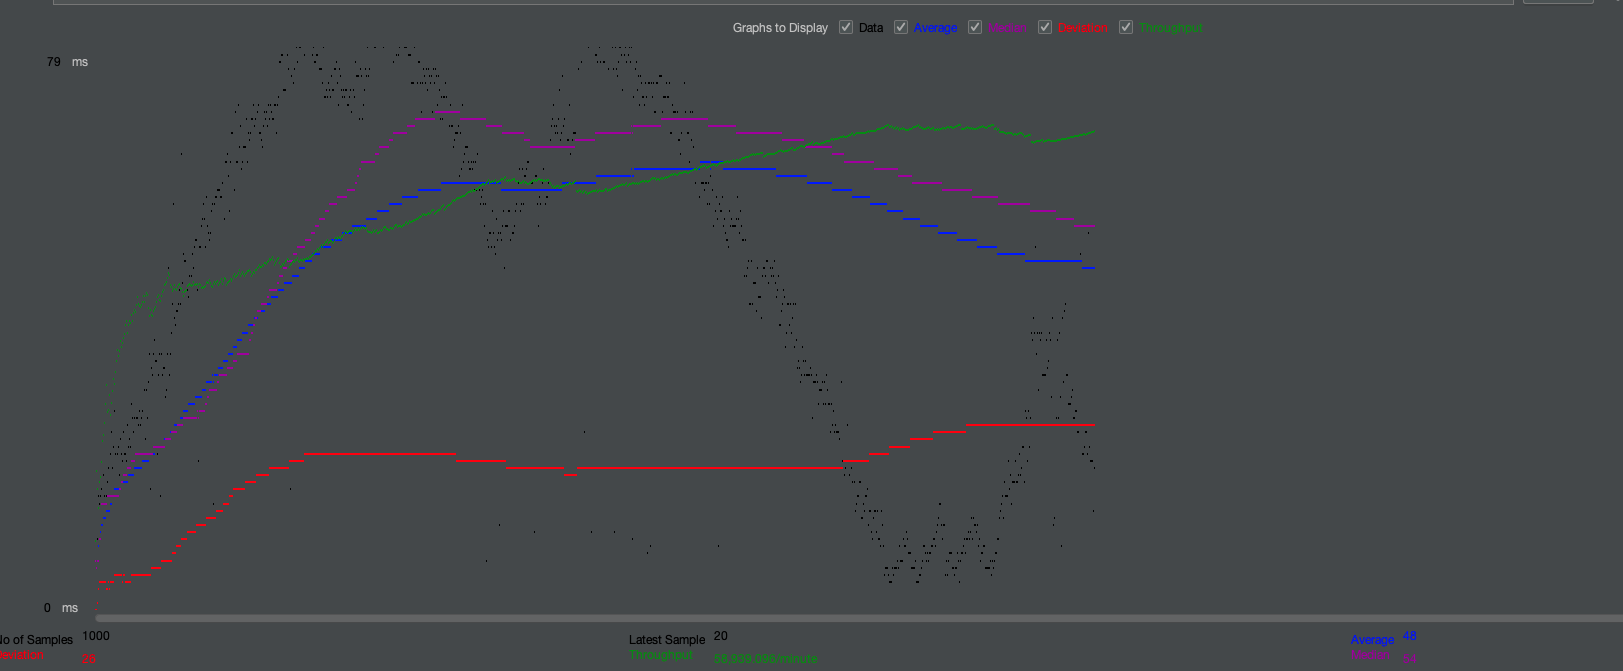 Graphs to Display Data Average Median Deviation Throughput
79 ms
0 ms
No of Samples 1000 Latest Sample 20 Average 48
Deviation 26 Throughput 58,939.096/minute Median 54